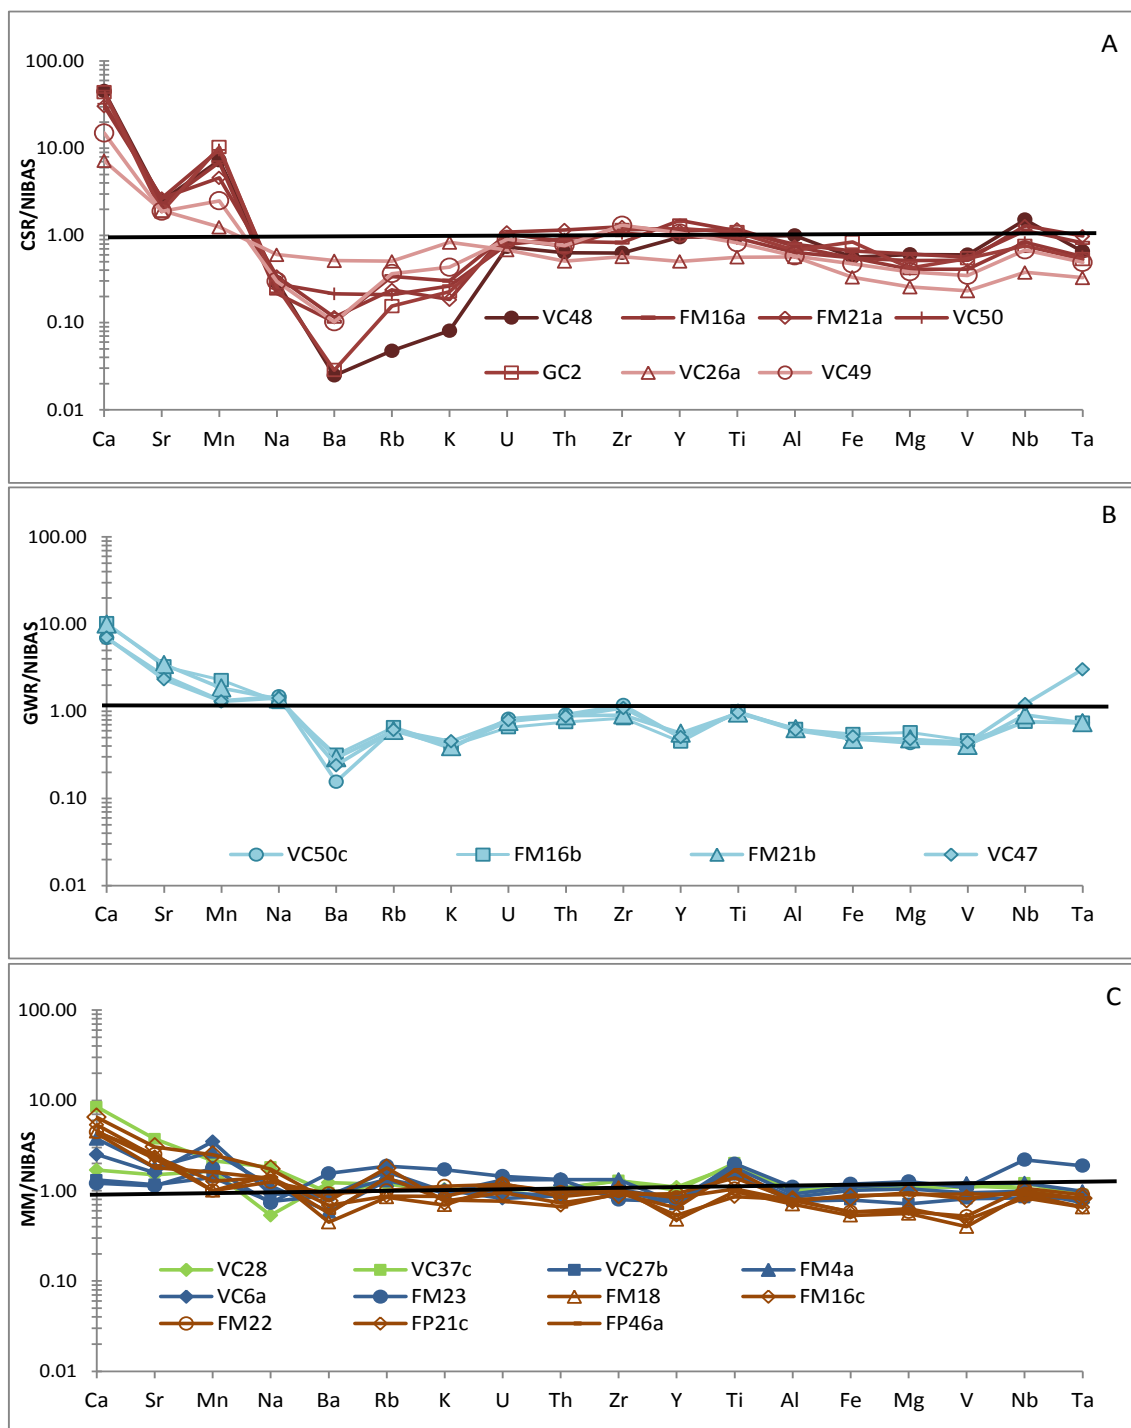 A
100.00
10.00
1.00
0.10
0.01
CSR/NIBAS
VC48 FM16a FM21a VC50
GC2 VC26a VC49
Ca Sr Mn Na Ba Rb K U Th Zr Y Ti Al Fe Mg V Nb Ta
B
100.00
10.00
1.00
0.10
0.01
GWR/NIBAS
VC50c FM16b FM21b VC47
Ca Sr Mn Na Ba Rb K U Th Zr Y Ti Al Fe Mg V Nb Ta
C
100.00
10.00
1.00
0.10
0.01
MM/NIBAS
VC28 VC37c VC27b FM4a
VC6a FM23 FM18 FM16c
FM22 FP21c FP46a
Ca Sr Mn Na Ba Rb K U Th Zr Y Ti Al Fe Mg V Nb Ta